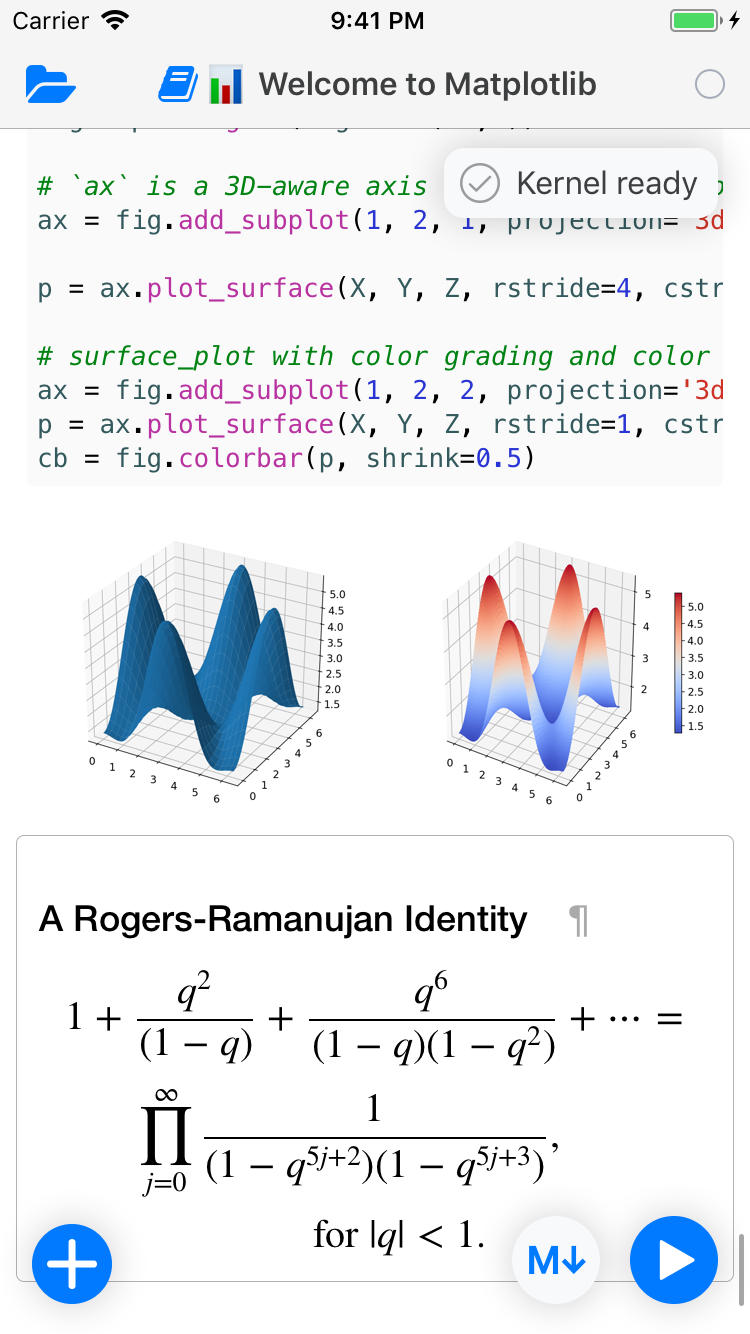 Carrier 9:41 PM
Welcome to Matplotlib
Kernel ready
# `ax` is a 3D-aware axis
ax = fig.add_subplot(1, 2, 1, projection='3d
p = ax.plot_surface(X, Y, Z, rstride=4, cstr
# surface_plot with color grading and color
ax = fig.add_subplot(1, 2, 2, projection='3d
p = ax.plot_surface(X, Y, Z, rstride=1, cstr
cb = fig.colorbar(p, shrink=0.5)
5.0
4.5
4.0
3.5
3.0
2.5
2.0
1.5
0 1 2 3 4 5 6
0 1 2 3 4 5 6
5
4
3
2
0 1 2 3 4 5 6
0 1 2 3 4 5 6
5.0
4.5
4.0
3.5
3.0
2.5
2.0
1.5
A Rogers-Ramanujan Identity ¶
1 + q^2/(1 − q) + q^6/(1 − q)(1 − q^2) + ⋯ =
∏_{j=0}^{∞} 1/(1 − q^{5j+2})(1 − q^{5j+3}),
for |q| < 1.
M↓